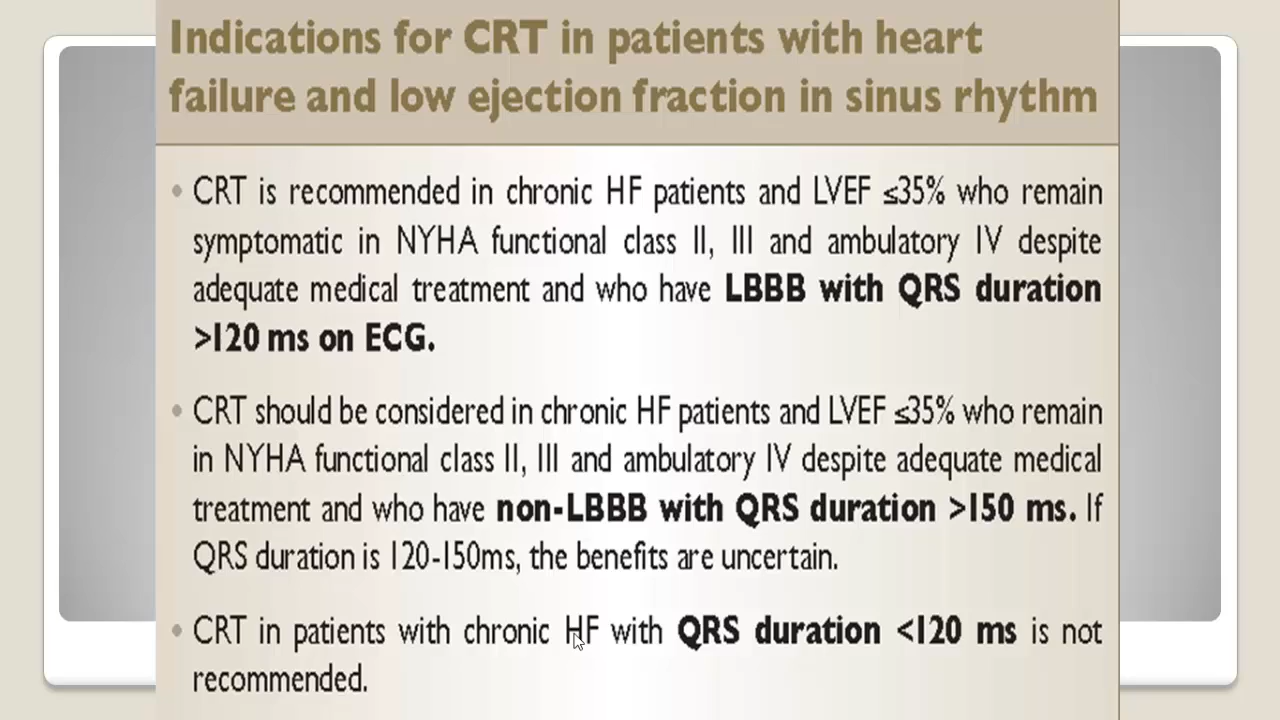 Indications for CRT in patients with heart
failure and low ejection fraction in sinus rhythm
• CRT is recommended in chronic HF patients and LVEF ≤35% who remain
symptomatic in NYHA functional class II, III and ambulatory IV despite
adequate medical treatment and who have LBBB with QRS duration
>120 ms on ECG.
• CRT should be considered in chronic HF patients and LVEF ≤35% who remain
in NYHA functional class II, III and ambulatory IV despite adequate medical
treatment and who have non-LBBB with QRS duration >150 ms. If
QRS duration is 120-150ms, the benefits are uncertain.
• CRT in patients with chronic HF with QRS duration <120 ms is not
recommended.